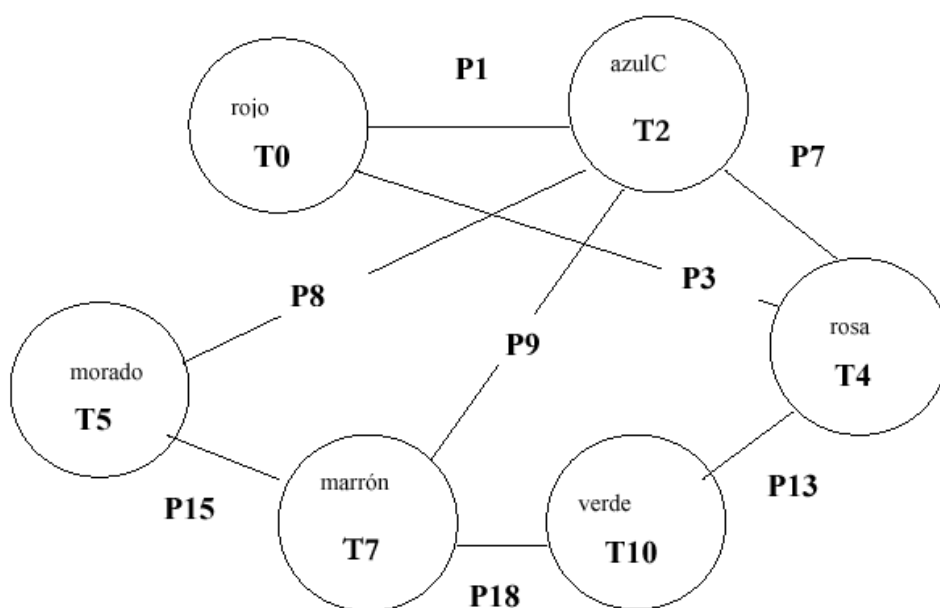 P1
azulC
T2
rojo
T0
P7
P3
P8
P9
rosa
T4
morado
T5
P15
marrón
T7
verde
T10
P13
P18